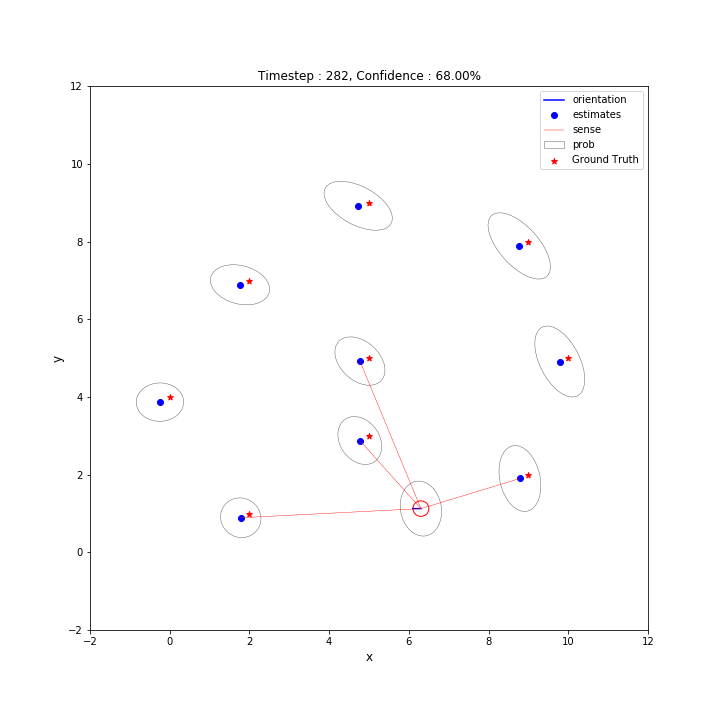 Timestep : 282, Confidence : 68.00%
orientation
estimates
sense
prob
Ground Truth
12
10
8
6
4
2
0
−2
y
−2
0
2
4
6
8
10
12
x